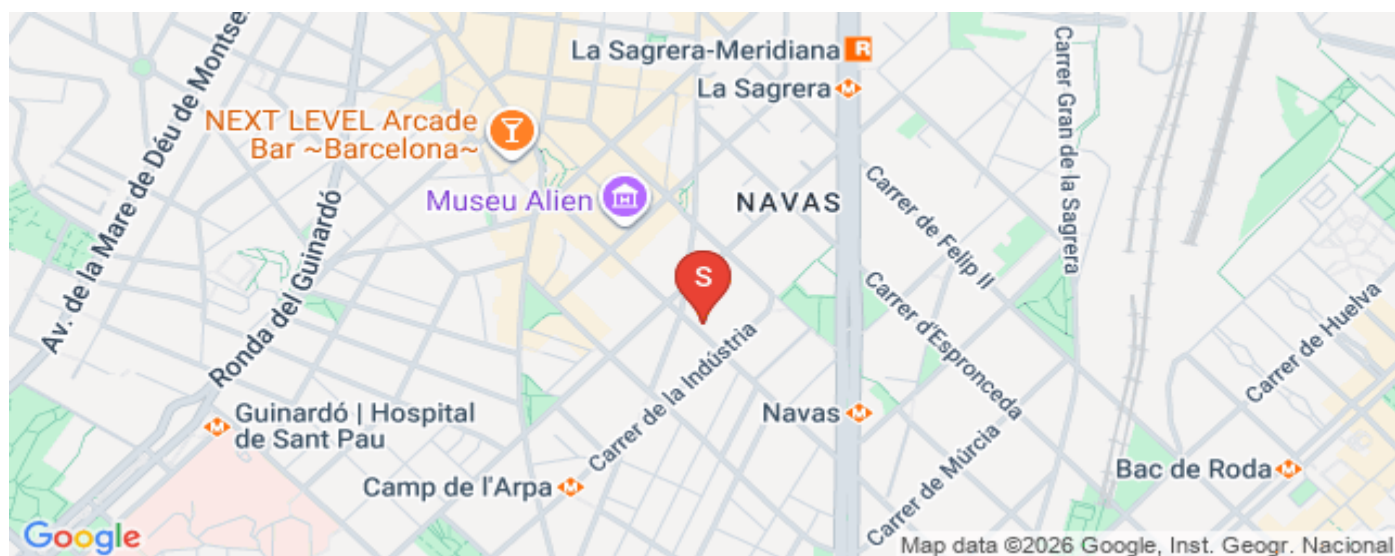 La Sagrera-Meridiana
R
La Sagrera
M
Av. de la Mare de Déu de Montse
NEXT LEVEL Arcade
Bar ~Barcelona~
Museu Alien
NAVAS
Carrer Gran de la Sagrera
Carrer de Felip II
Ronda del Guinardó
S
Carrer d'Espronceda
Carrer de Huelva
Carrer de la Indústria
M
Guinardó | Hospital
de Sant Pau
Navas
M
Camp de l'Arpa
M
Carrer de Múrcia
Bac de Roda
M
Google
Map data ©2026 Google, Inst. Geogr. Nacional